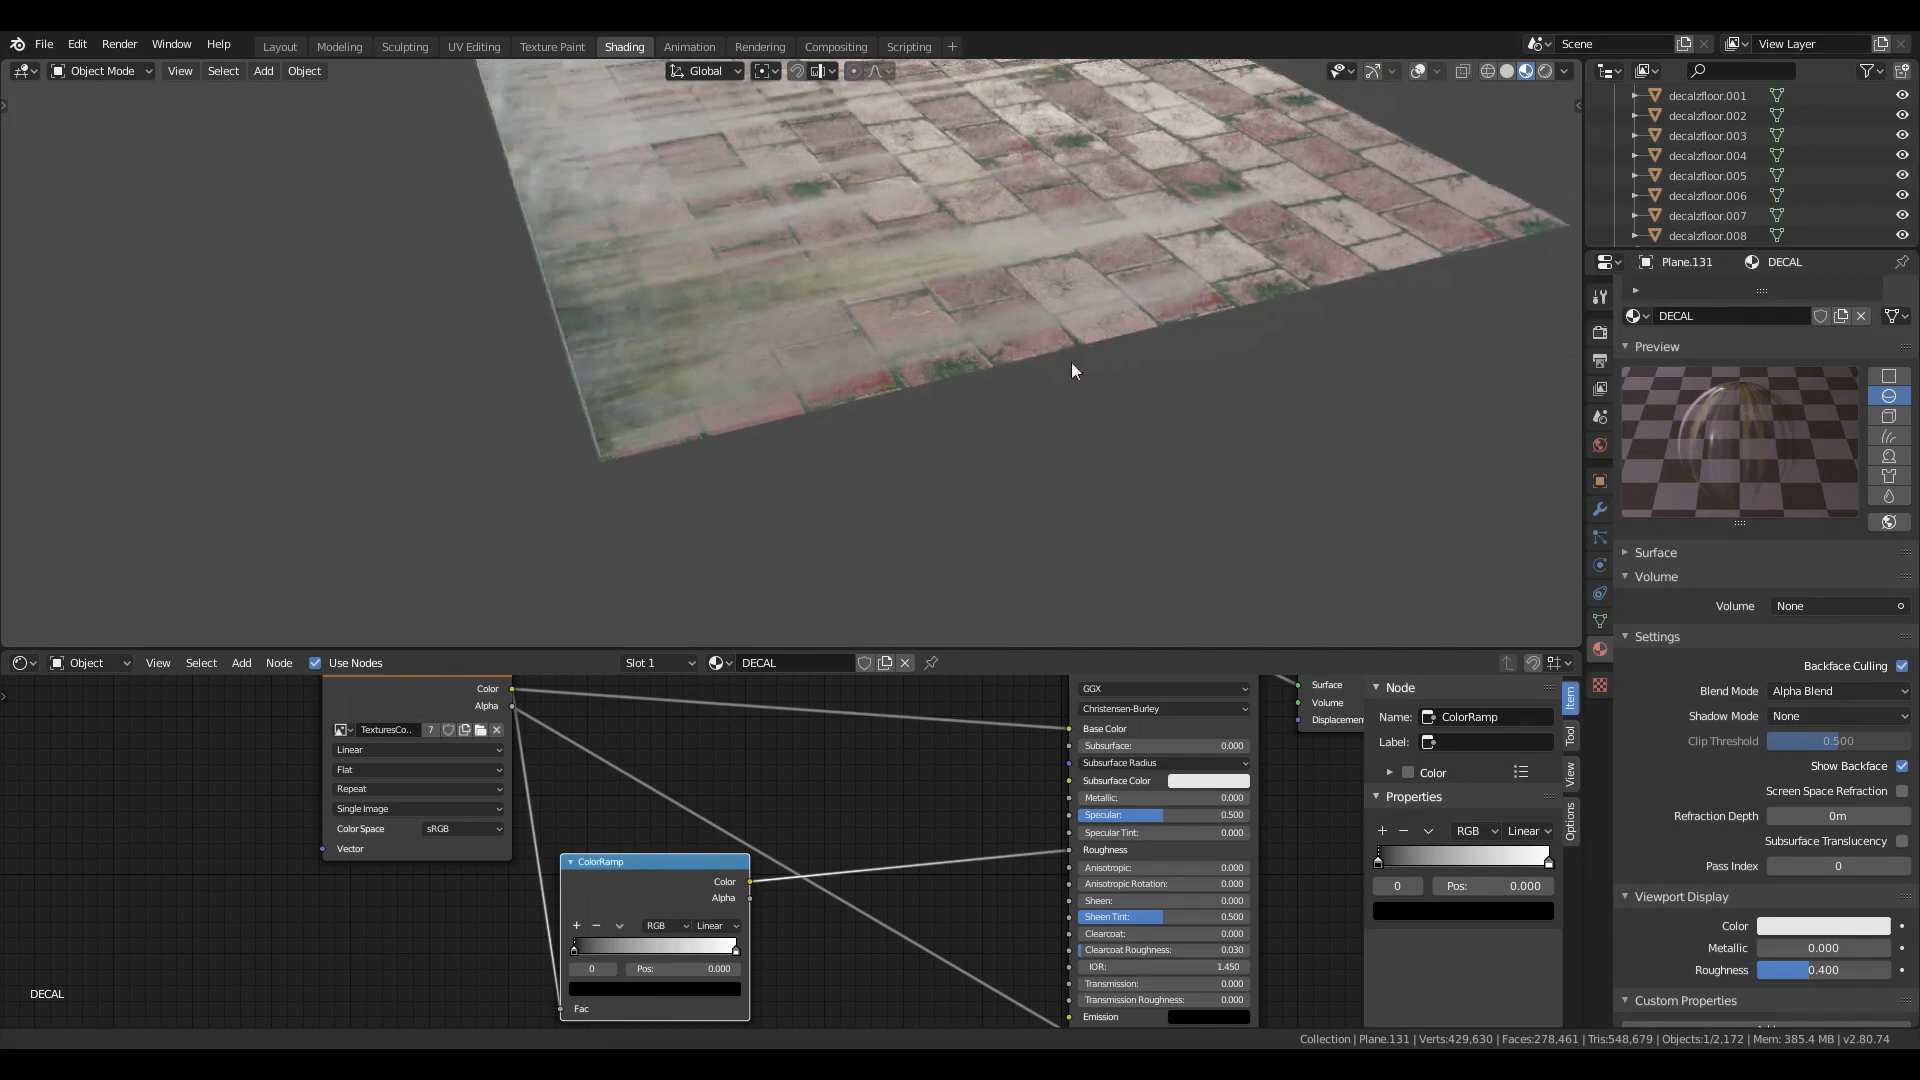 File Edit Render Window Help Layout Modeling Sculpting UV Editing Texture Paint Shading Animation Rendering Compositing Scripting + Scene View Layer
Object Mode View Select Add Object Global
decalzfloor.001
decalzfloor.002
decalzfloor.003
decalzfloor.004
decalzfloor.005
decalzfloor.006
decalzfloor.007
decalzfloor.008
Plane.131 DECAL
DECAL
Preview
Surface
Volume
Volume None
Settings
Backface Culling
Blend Mode Alpha Blend
Shadow Mode None
Clip Threshold 0.500
Show Backface
Screen Space Refraction
Refraction Depth 0m
Subsurface Translucency
Pass Index 0
Viewport Display
Color
Metallic 0.000
Roughness 0.400
Custom Properties
Object View Select Add Node Use Nodes Slot 1 DECAL
Color
Alpha
TexturesCo.. 7
Linear
Flat
Repeat
Single Image
Color Space sRGB
Vector
ColorRamp
Color
Alpha
RGB Linear
0 Pos: 0.000
Fac
GGX
Christensen-Burley
Base Color
Subsurface: 0.000
Subsurface Radius
Subsurface Color
Metallic: 0.000
Specular: 0.500
Specular Tint: 0.000
Roughness
Anisotropic: 0.000
Anisotropic Rotation: 0.000
Sheen: 0.000
Sheen Tint: 0.500
Clearcoat: 0.000
Clearcoat Roughness: 0.030
IOR: 1.450
Transmission: 0.000
Transmission Roughness: 0.000
Emission
Surface
Volume
Displacement
Node
Name: ColorRamp
Label:
Color
Properties
RGB Linear
0 Pos: 0.000
Item
Tool
View
Options
DECAL
Collection | Plane.131 | Verts:429,630 | Faces:278,461 | Tris:548,679 | Objects:1/2,172 | Mem: 385.4 MB | v2.80.74